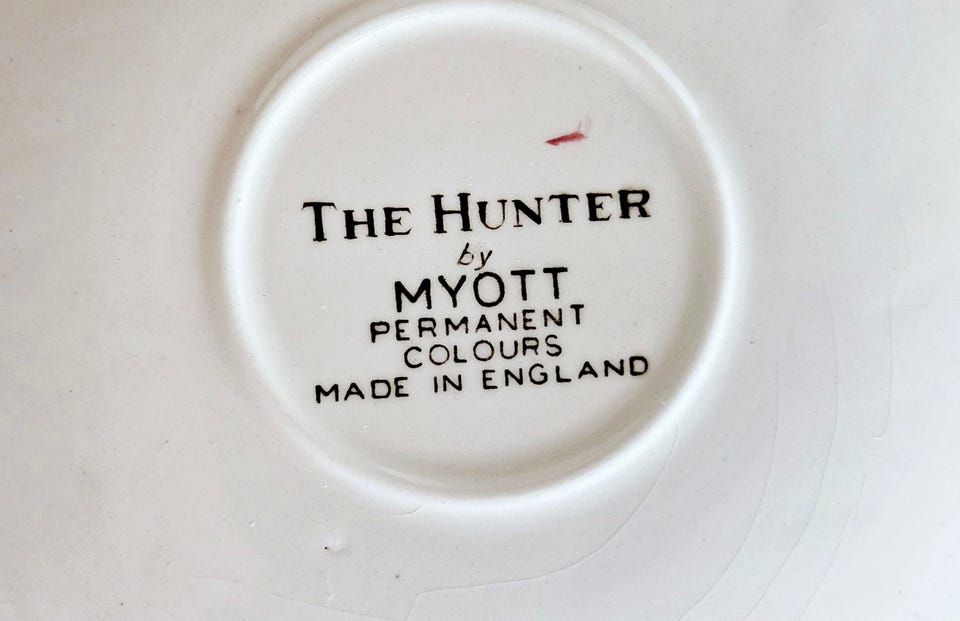 THE HUNTER
by
MYOTT
PERMANENT
COLOURS
MADE IN ENGLAND